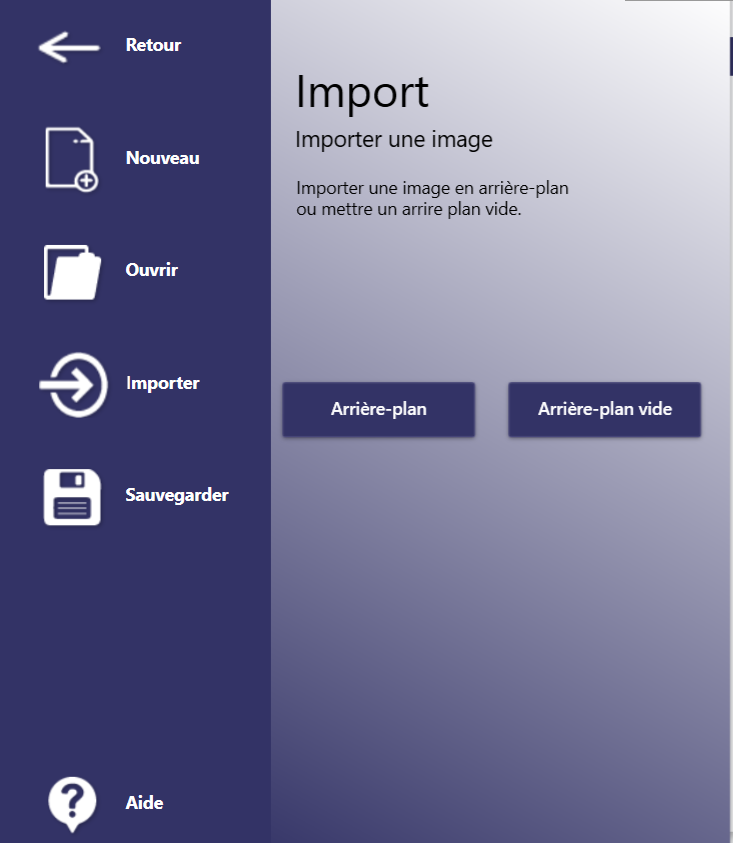 Retour
Nouveau
Ouvrir
Importer
Sauvegarder
Aide
Import
Importer une image
Importer une image en arrière-plan
ou mettre un arrire plan vide.
Arrière-plan
Arrière-plan vide